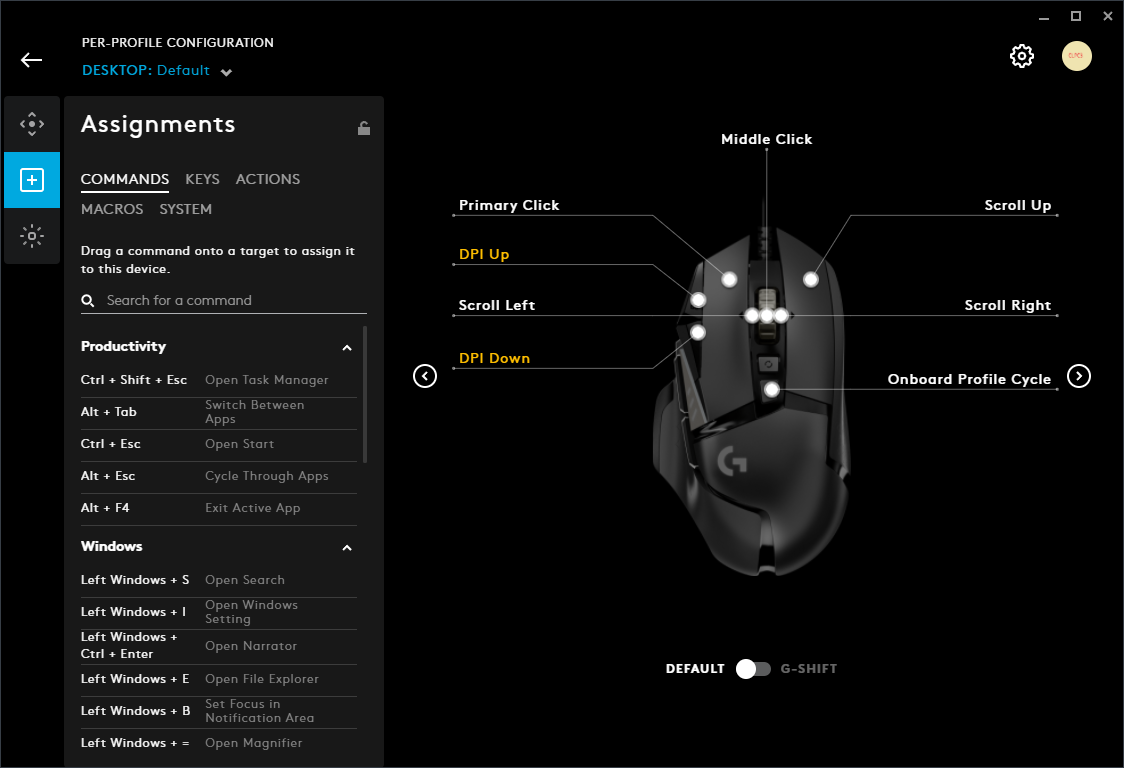 PER-PROFILE CONFIGURATION
DESKTOP: Default
Assignments
COMMANDS KEYS ACTIONS
MACROS SYSTEM
Drag a command onto a target to assign it
to this device.
Search for a command
Productivity
Ctrl + Shift + Esc Open Task Manager
Alt + Tab Switch Between
Apps
Ctrl + Esc Open Start
Alt + Esc Cycle Through Apps
Alt + F4 Exit Active App
Windows
Left Windows + S Open Search
Left Windows + I Open Windows
Setting
Left Windows +
Ctrl + Enter Open Narrator
Left Windows + E Open File Explorer
Left Windows + B Set Focus in
Notification Area
Left Windows + = Open Magnifier
Middle Click
Primary Click
Scroll Up
DPI Up
Scroll Left
Scroll Right
DPI Down
Onboard Profile Cycle
DEFAULT G-SHIFT